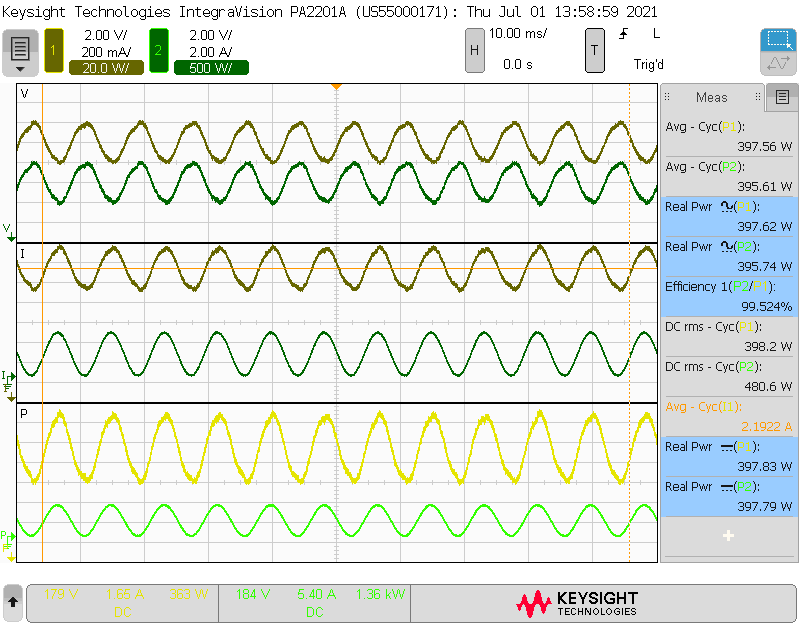 Keysight Technologies IntegraVision PA2201A (US55000171): Thu Jul 01 13:58:59 2021
1 2.00 V/ 2 2.00 V/ H 10.00 ms/ T L
200 mA/ 2.00 A/
20.0 W/ 500 W/ 0.0 s Trig'd
V
I
P
V
I
P
Meas
Avg - Cyc(P1):
397.56 W
Avg - Cyc(P2):
395.61 W
Real Pwr (P1):
397.62 W
Real Pwr (P2):
395.74 W
Efficiency 1(P2/P1):
99.524%
DC rms - Cyc(P1):
398.2 W
DC rms - Cyc(P2):
480.6 W
Avg - Cyc(I1):
2.1922 A
Real Pwr (P1):
397.83 W
Real Pwr (P2):
397.79 W
179 V 1.65 A 383 W 184 V 5.40 A 1.36 kW KEYSIGHT
DC DC TECHNOLOGIES